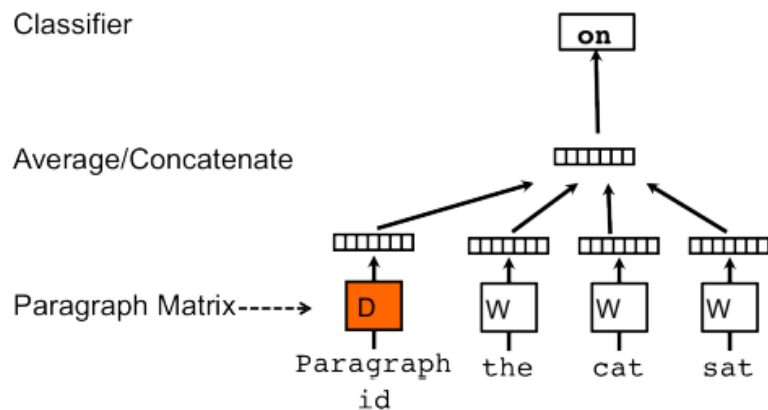 Classifier
on
Average/Concatenate
Paragraph Matrix
D
W
W
W
Paragraph
id
the
cat
sat